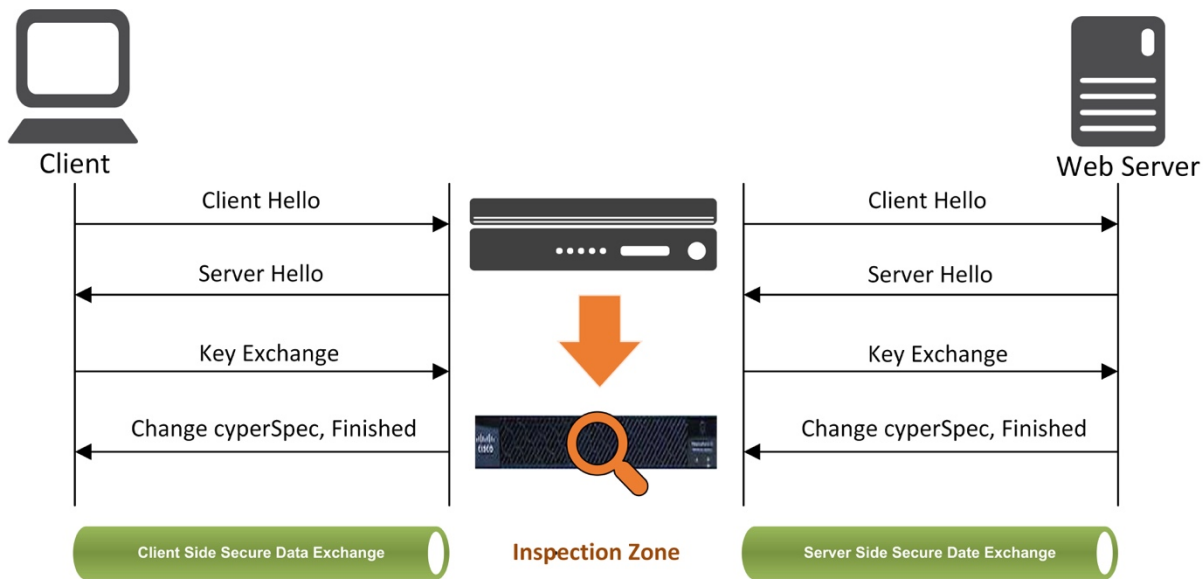 Client
Web Server
Client Hello
Client Hello
Server Hello
Server Hello
Key Exchange
Key Exchange
Change cyperSpec, Finished
CISCO
Change cyperSpec, Finished
Client Side Secure Data Exchange
Inspection Zone
Server Side Secure Date Exchange